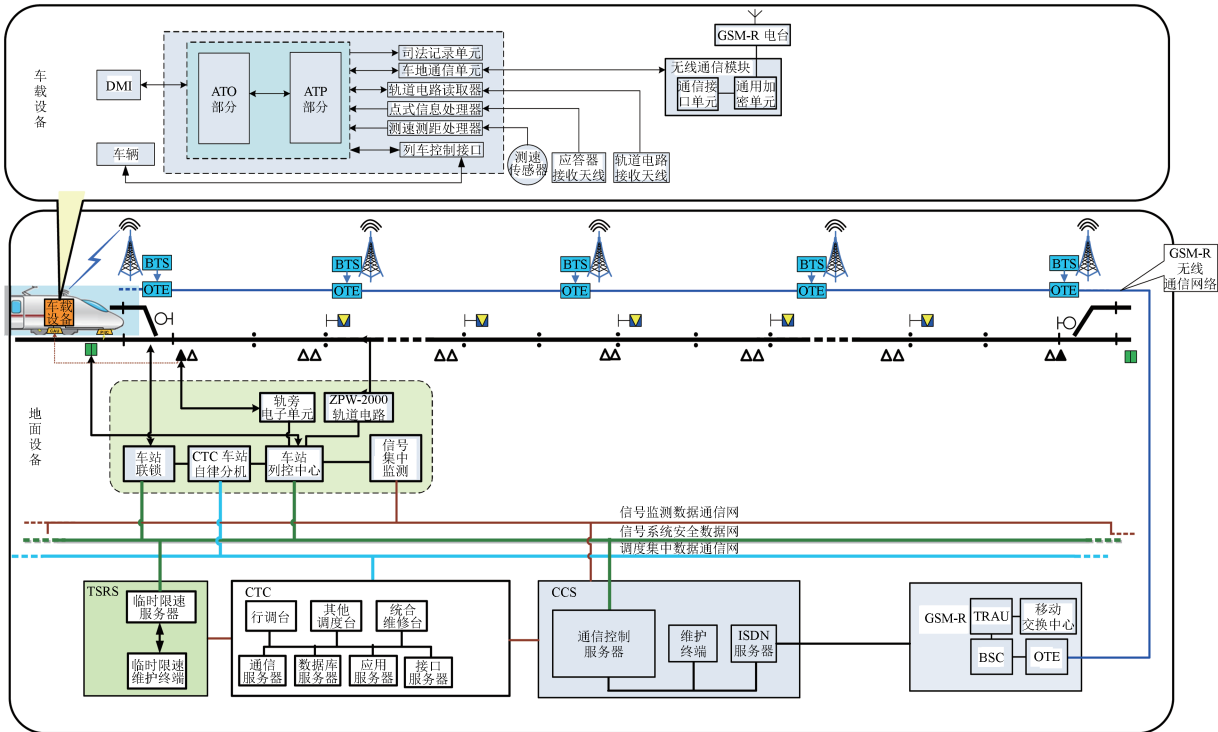 车载设备
DMI
车辆
ATO
部分
ATP
部分
司法记录单元
车地通信单元
轨道电路读取器
点式信息处理器
测速测距处理器
列车控制接口
测速
传感器
应答器
接收天线
轨道电路
接收天线
GSM-R 电台
无线通信模块
通信接
口单元
通用加
密单元
BTS
OTE
BTS
OTE
BTS
OTE
BTS
OTE
BTS
OTE
GSM-R
无线
通信网络
车载
设备
地面设备
轨旁
电子单元
ZPW-2000
轨道电路
车站
联锁
CTC 车站
自律分机
车站
列控中心
信号
集中
监测
信号监测数据通信网
信号系统安全数据网
调度集中数据通信网
TSRS
临时限速
服务器
临时限速
维护终端
CTC
行调台
其他
调度台
统合
维修台
通信
服务器
数据库
服务器
应用
服务器
接口
服务器
CCS
通信控制
服务器
维护
终端
ISDN
服务器
GSM-R
TRAU
移动
交换中心
BSC
OTE